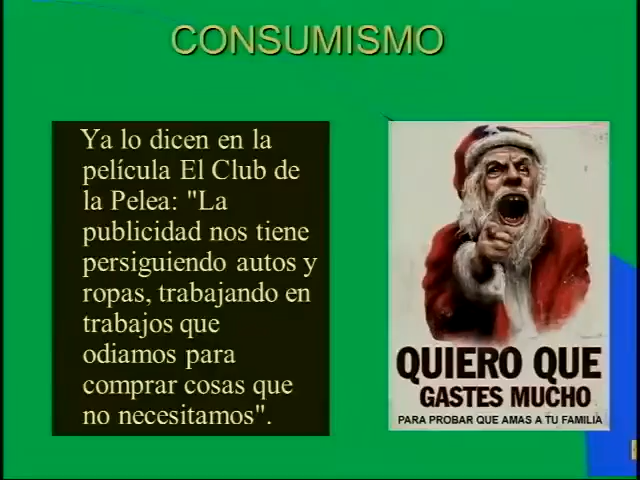 CONSUMISMO
Ya lo dicen en la
película El Club de
la Pelea: "La
publicidad nos tiene
persiguiendo autos y
ropas, trabajando en
trabajos que
odiamos para
comprar cosas que
no necesitamos".
QUIERO QUE
GASTES MUCHO
PARA PROBAR QUE AMAS A TU FAMILIA